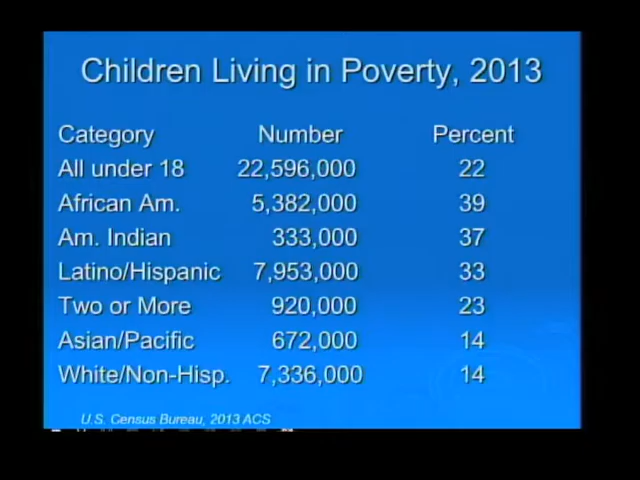 Children Living in Poverty, 2013
Category Number Percent
All under 18 22,596,000 22
African Am. 5,382,000 39
Am. Indian 333,000 37
Latino/Hispanic 7,953,000 33
Two or More 920,000 23
Asian/Pacific 672,000 14
White/Non-Hisp. 7,336,000 14
U.S. Census Bureau, 2013 ACS